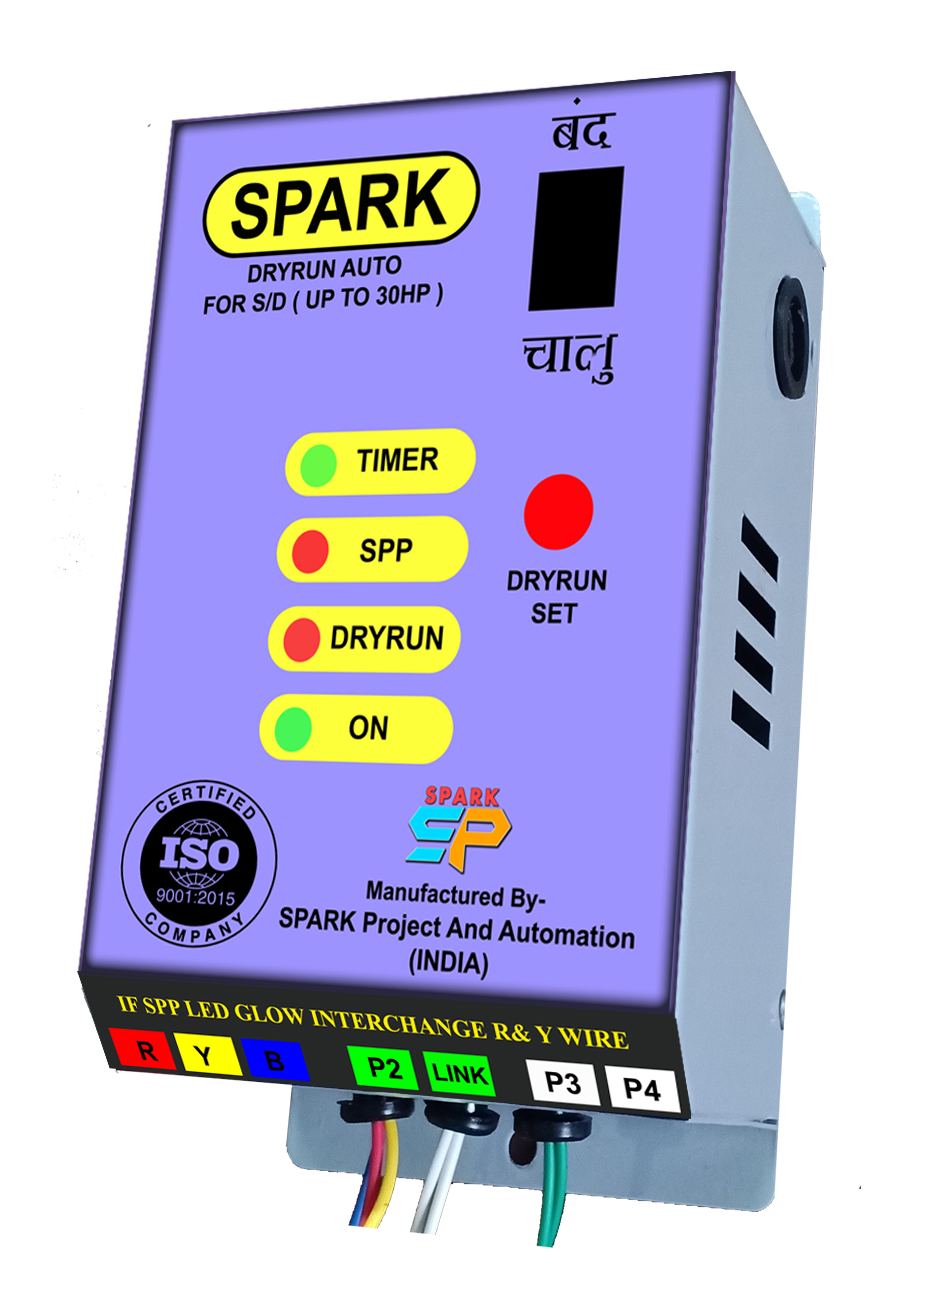 बंद
SPARK
DRYRUN AUTO
FOR S/D ( UP TO 30HP )
चालु
TIMER
SPP
DRYRUN
ON
DRYRUN
SET
CERTIFIED
ISO
9001:2015
COMPANY
SPARK
SP
Manufactured By-
SPARK Project And Automation
(INDIA)
IF SPP LED GLOW INTERCHANGE R& Y WIRE
R Y B P2 LINK P3 P4